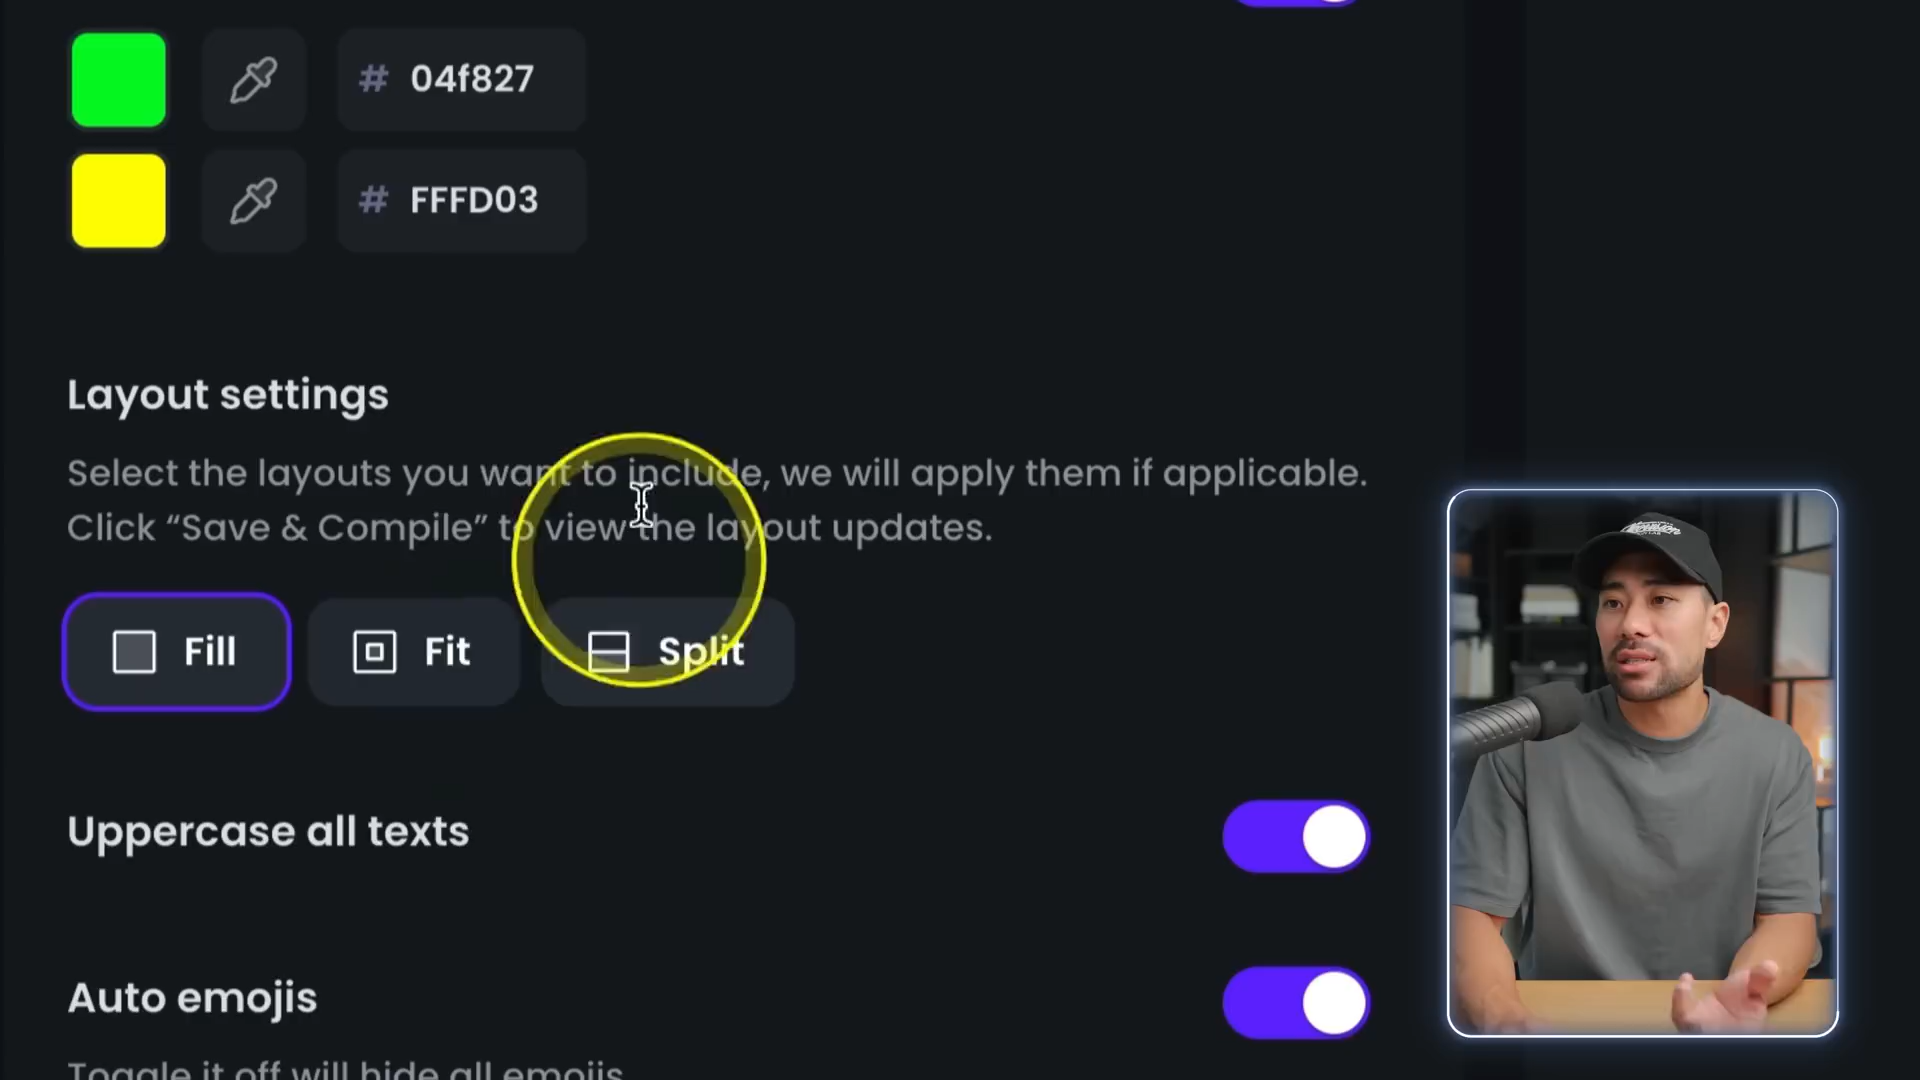 # 04f827
# FFFD03
Layout settings
Select the layouts you want to include, we will apply them if applicable.
Click “Save & Compile” to view the layout updates.
Fill Fit Split
Uppercase all texts
Auto emojis
Toggle it off will hide all emojis